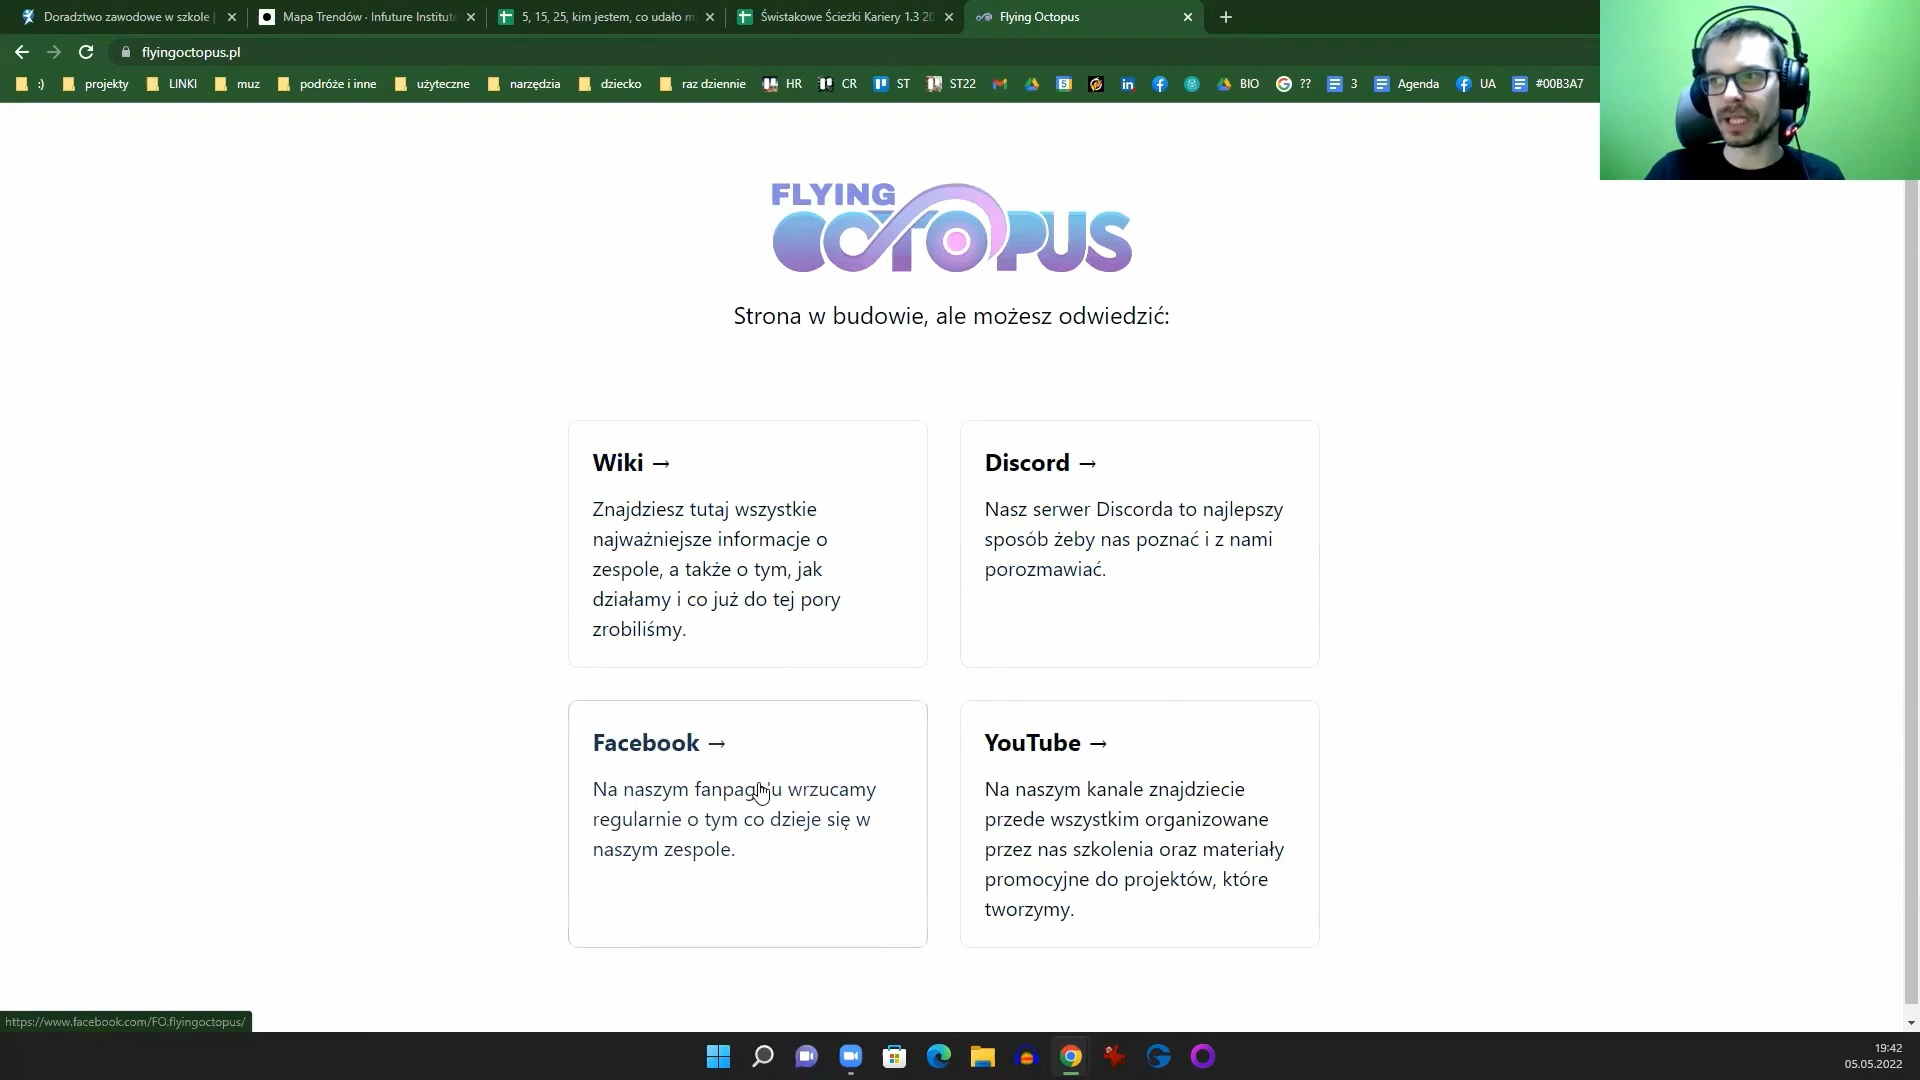 Doradztwo zawodowe w szkole |
Mapa Trendów · Infuture Institute
5, 15, 25, kim jestem, co udało m
Świstakowe Ścieżki Kariery 1.3 20
Flying Octopus
flyingoctopus.pl
:)
projekty
LINKI
muz
podróże i inne
użyteczne
narzędzia
dziecko
raz dziennie
HR
CR
ST
ST22
BIO
??
3
Agenda
UA
#00B3A7
FLYING
OCTOPUS
Strona w budowie, ale możesz odwiedzić:
Wiki →
Znajdziesz tutaj wszystkie
najważniejsze informacje o
zespole, a także o tym, jak
działamy i co już do tej pory
zrobiliśmy.
Discord →
Nasz serwer Discorda to najlepszy
sposób żeby nas poznać i z nami
porozmawiać.
Facebook →
Na naszym fanpage'u wrzucamy
regularnie o tym co dzieje się w
naszym zespole.
YouTube →
Na naszym kanale znajdziecie
przede wszystkim organizowane
przez nas szkolenia oraz materiały
promocyjne do projektów, które
tworzymy.
https://www.facebook.com/FO.flyingoctopus/
19:42
05.05.2022